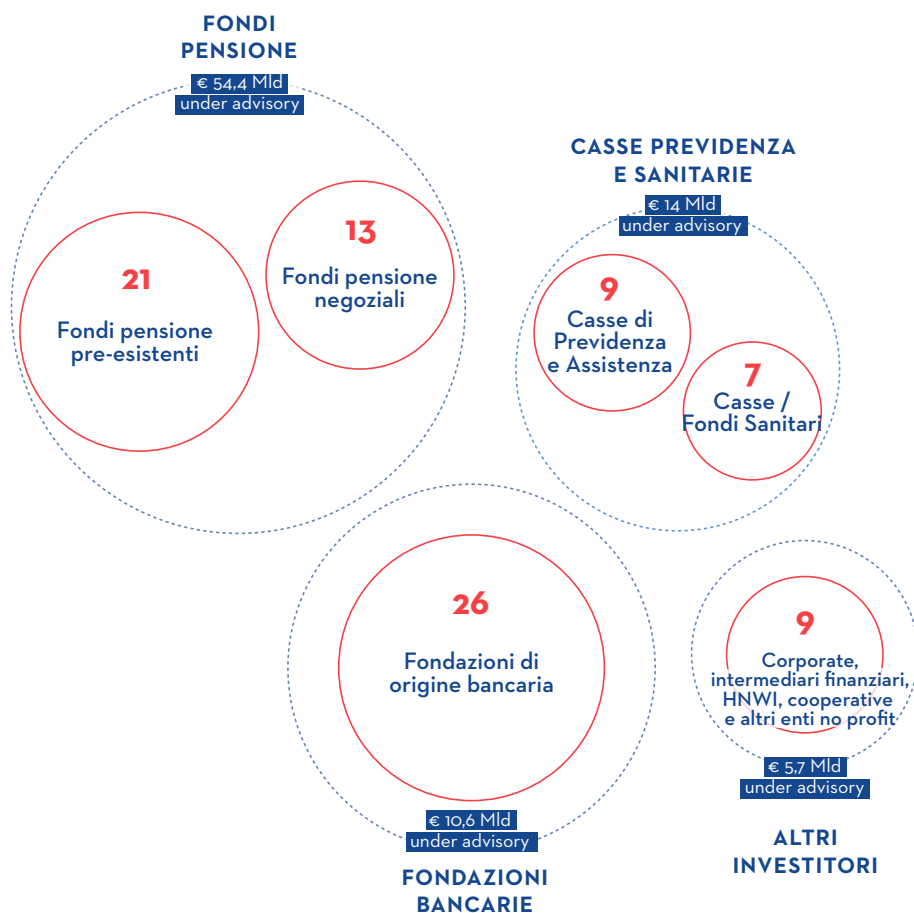 FONDI
PENSIONE
€ 54,4 Mld
under advisory
21
Fondi pensione
pre-esistenti
13
Fondi pensione
negoziali
CASSE PREVIDENZA
E SANITARIE
€ 14 Mld
under advisory
9
Casse di
Previdenza
e Assistenza
7
Casse /
Fondi Sanitari
26
Fondazioni di
origine bancaria
€ 10,6 Mld
under advisory
FONDAZIONI
BANCARIE
9
Corporate,
intermediari finanziari,
HNWI, cooperative
e altri enti no profit
€ 5,7 Mld
under advisory
ALTRI
INVESTITORI